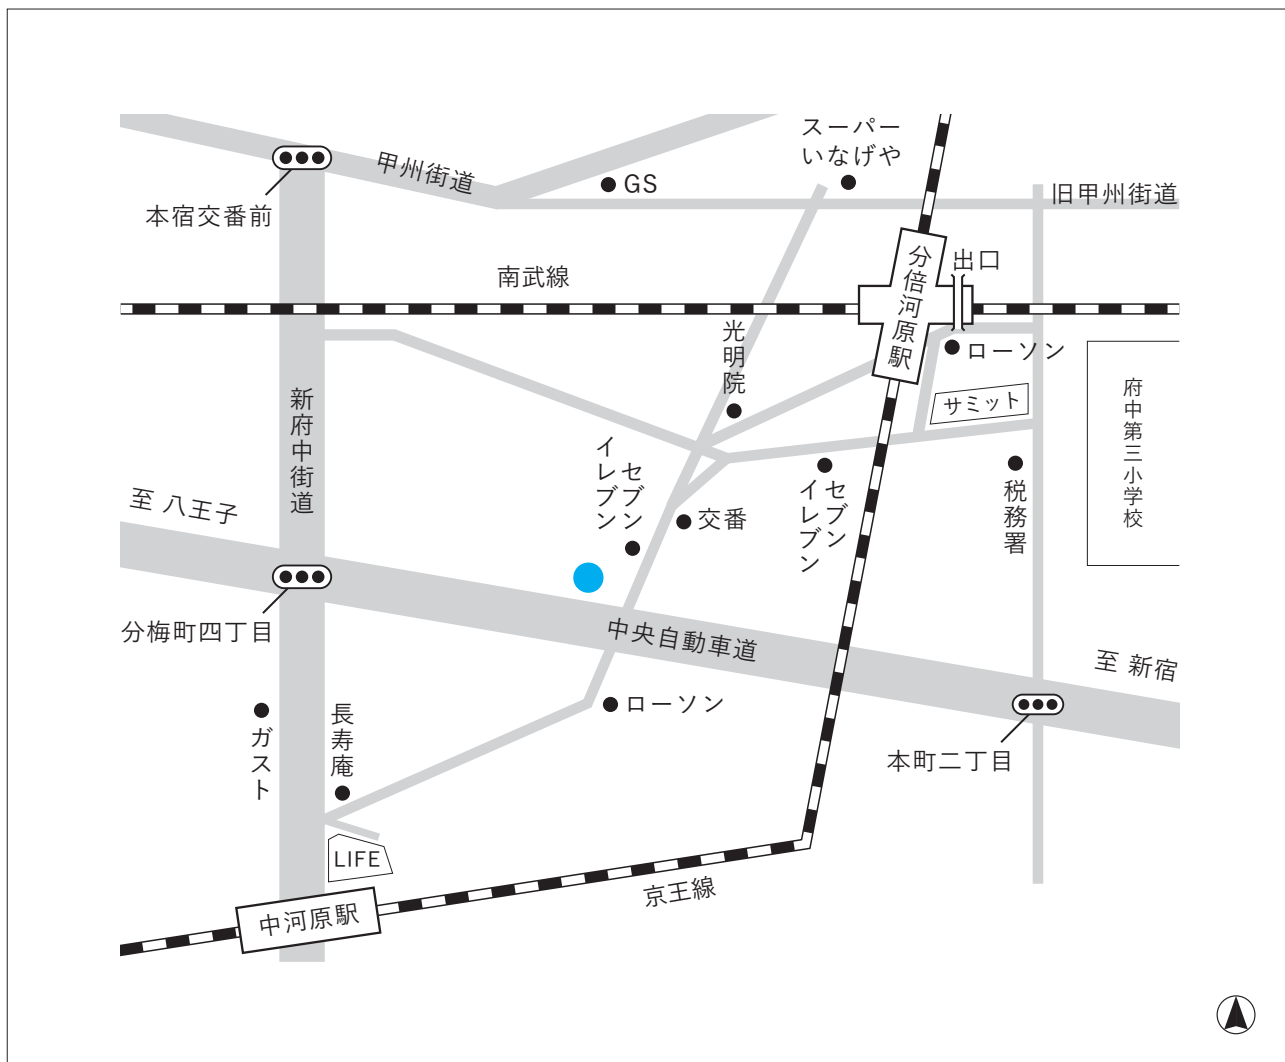 スーパー
いなげや
甲州街道
GS
旧甲州街道
本宿交番前
分倍河原駅
出口
南武線
光明院
ローソン
サミット
府中第三小学校
新府中街道
セブン
イレブン
セブン
イレブン
税務署
至 八王子
交番
分梅町四丁目
中央自動車道
至 新宿
ローソン
長寿庵
ガスト
本町二丁目
LIFE
京王線
中河原駅